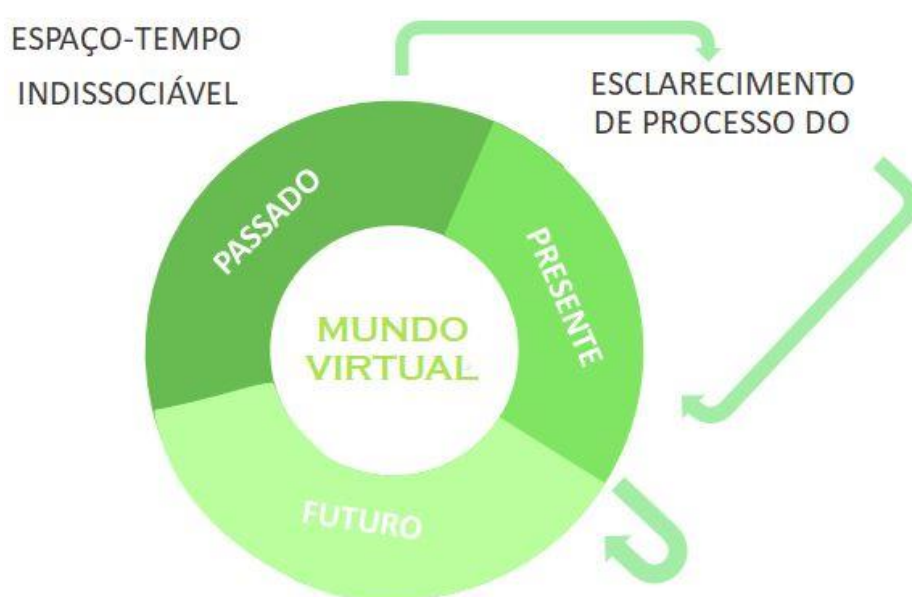 ESPAÇO-TEMPO
INDISSOCIÁVEL
ESCLARECIMENTO
DE PROCESSO DO
PASSADO
PRESENTE
MUNDO
VIRTUAL
FUTURO